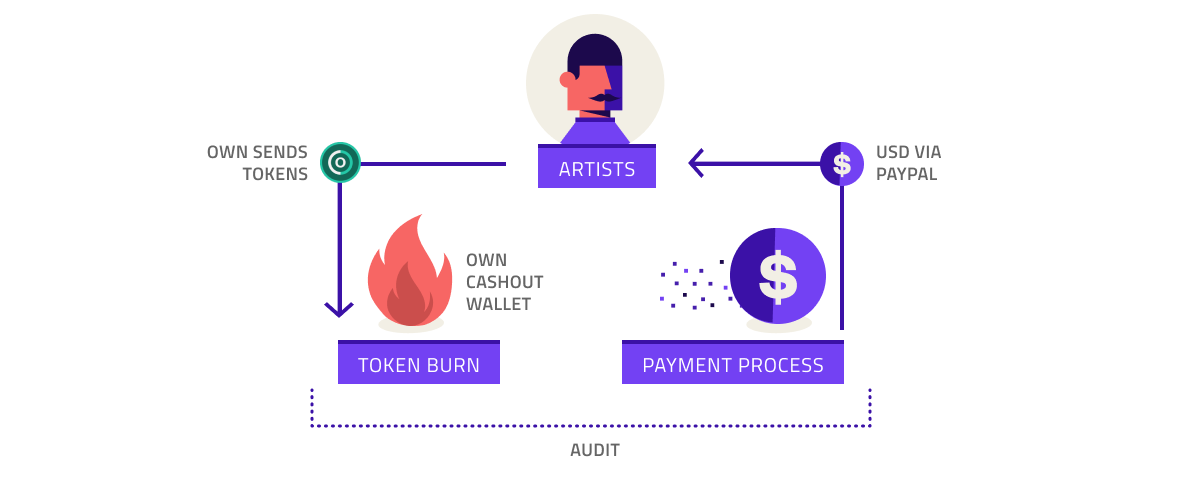 ARTISTS
OWN SENDS
TOKENS
USD VIA
PAYPAL
$
OWN
CASHOUT
WALLET
$
TOKEN BURN
PAYMENT PROCESS
AUDIT